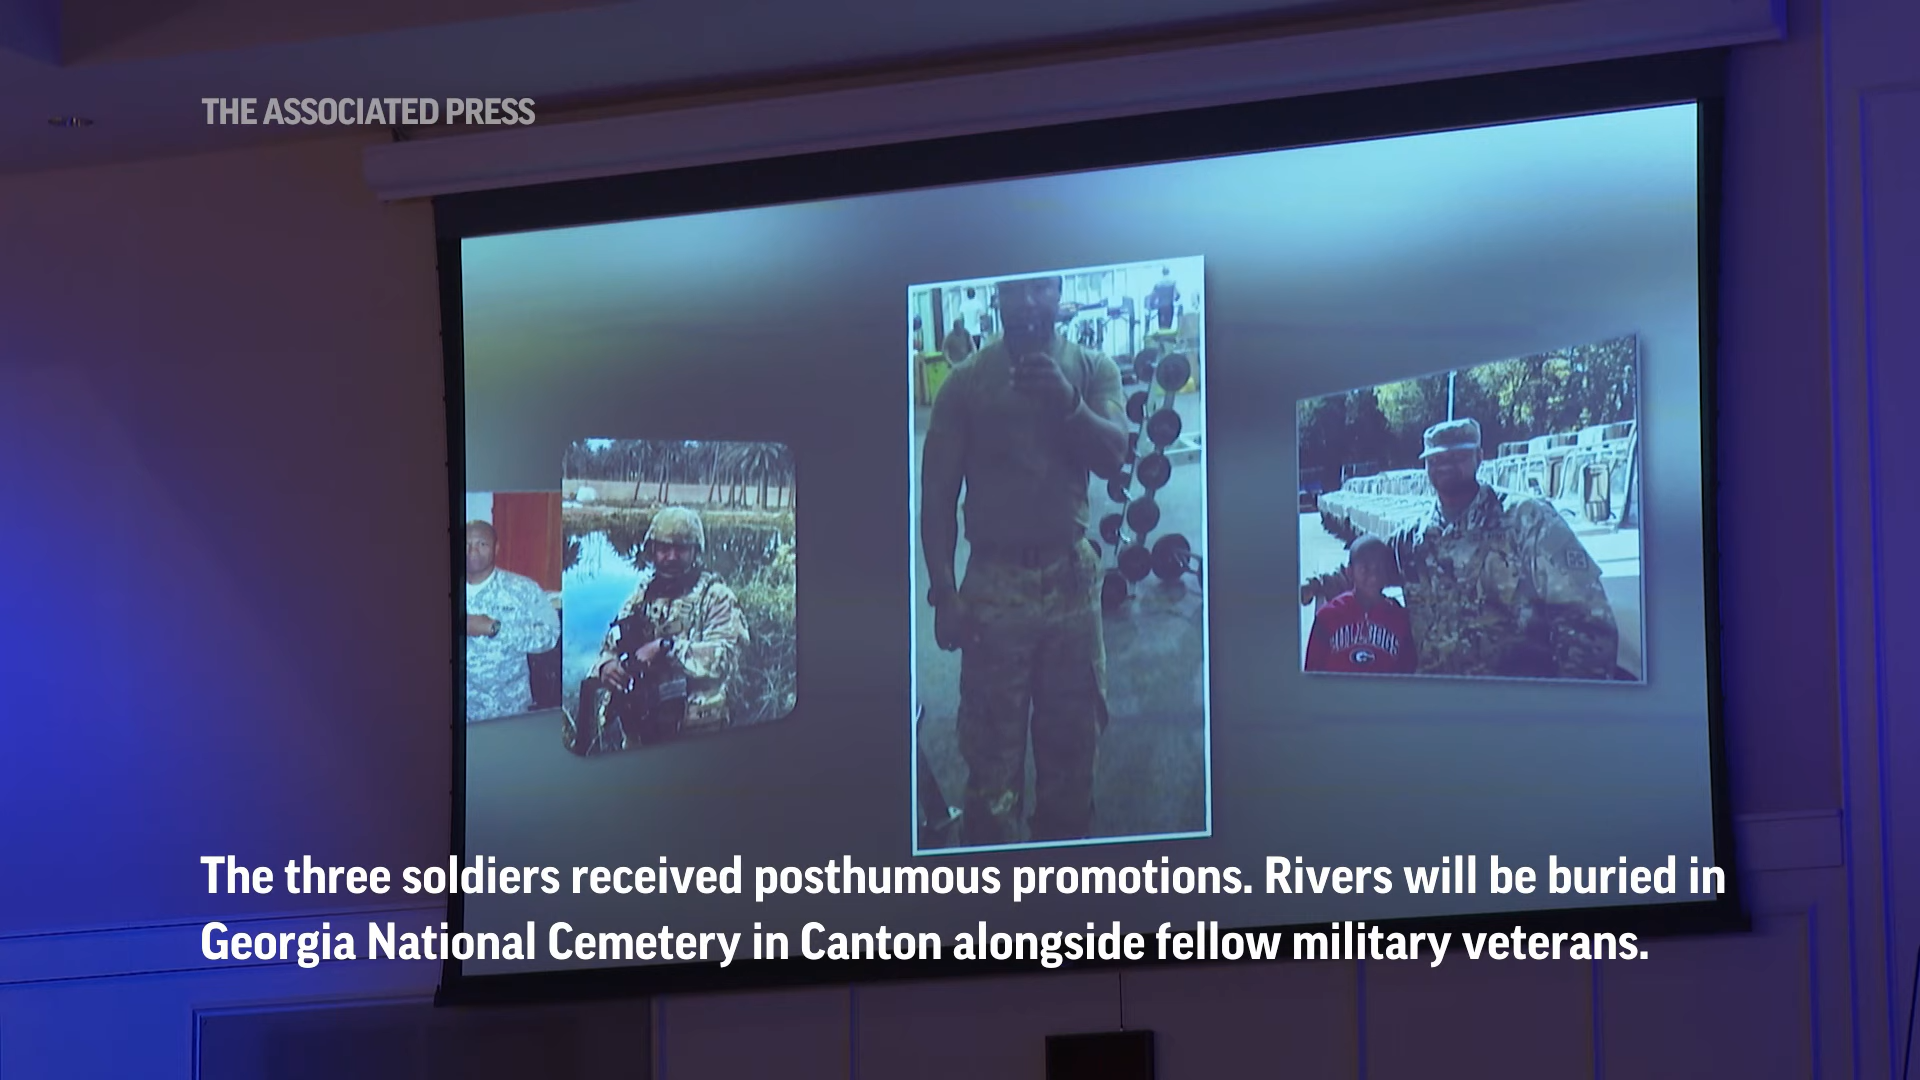 THE ASSOCIATED PRESS
The three soldiers received posthumous promotions. Rivers will be buried in
Georgia National Cemetery in Canton alongside fellow military veterans.